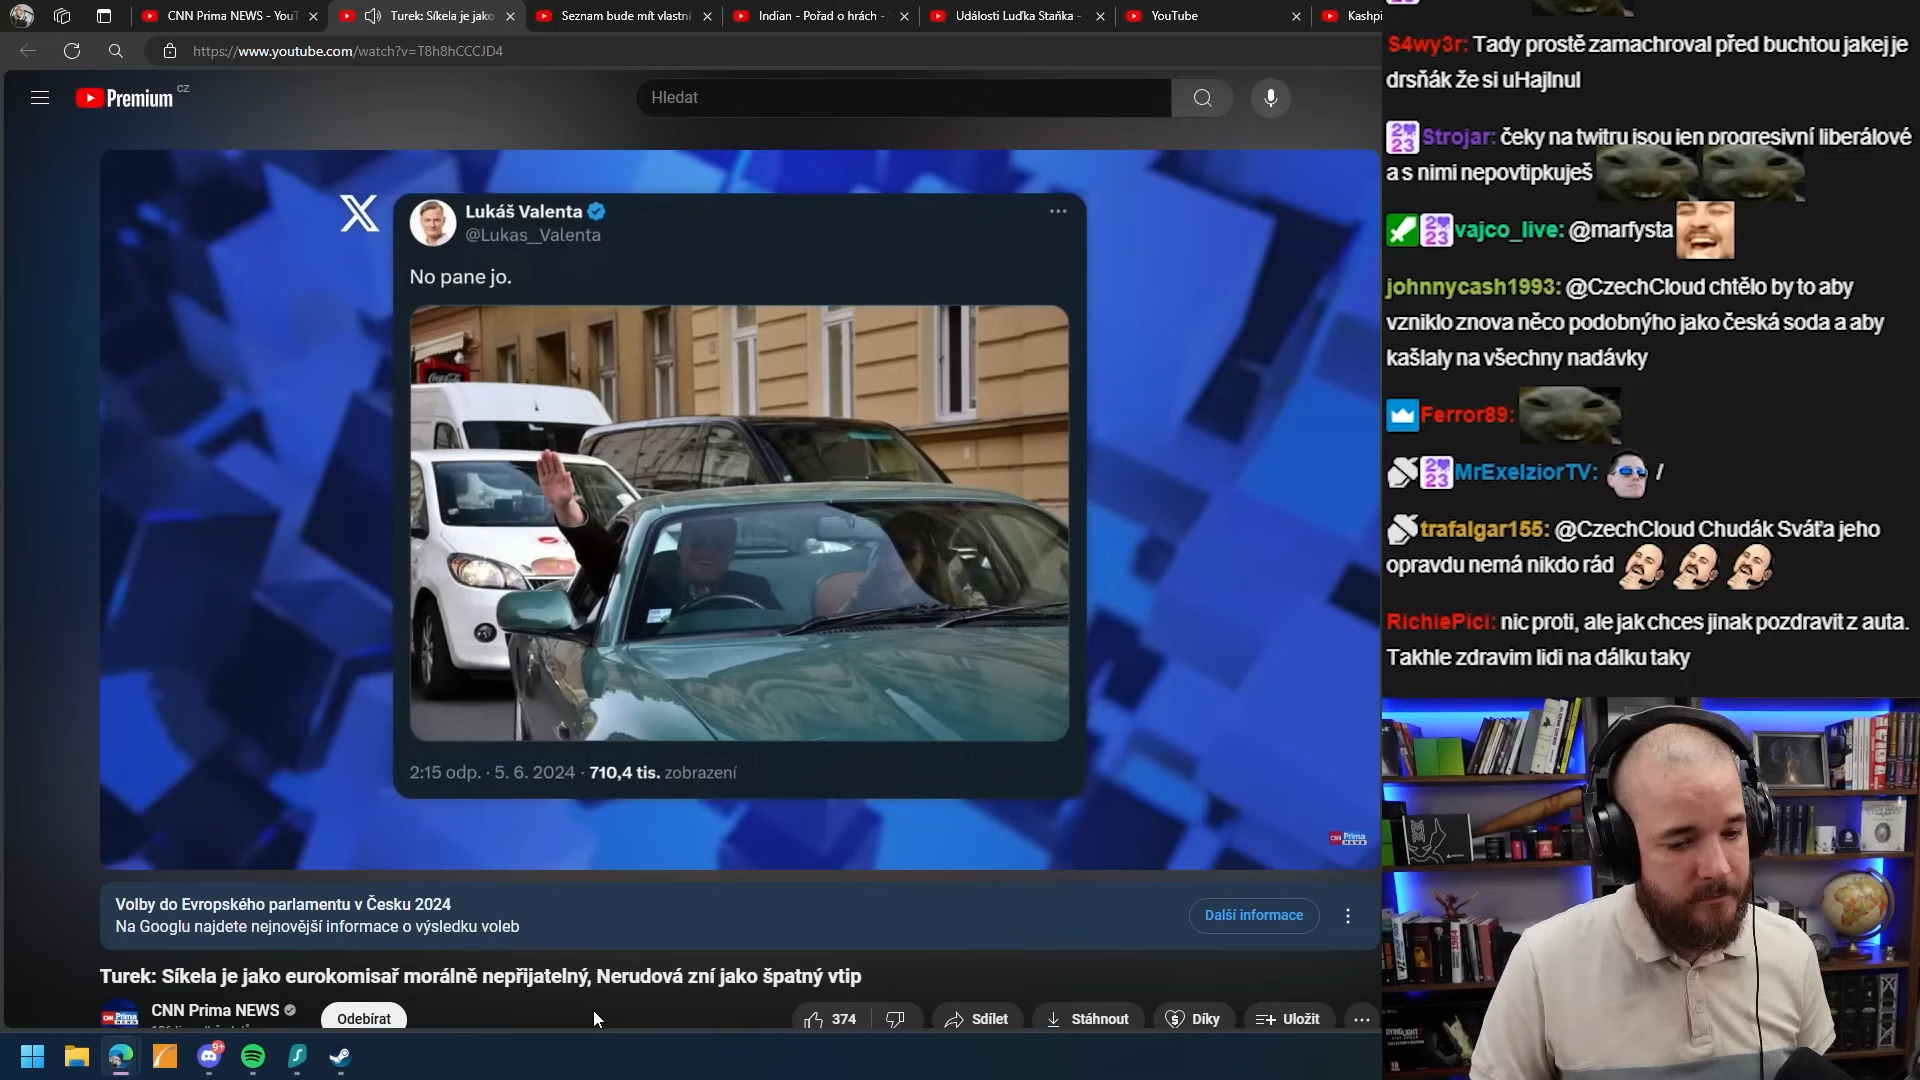 CNN Prima NEWS - YouT
Turek: Síkela je jako
Seznam bude mít vlastní
Indian - Pořad o hrách -
Události Luďka Staňka -
YouTube
Kashpi
https://www.youtube.com/watch?v=T8h8hCCCJD4
Premium CZ
Hledat
X
Lukáš Valenta
@Lukas__Valenta
No pane jo.
2:15 odp. · 5. 6. 2024 · 710,4 tis. zobrazení
CNN Prima
NEWS
Volby do Evropského parlamentu v Česku 2024
Na Googlu najdete nejnovější informace o výsledku voleb
Další informace
Turek: Síkela je jako eurokomisař morálně nepřijatelný, Nerudová zní jako špatný vtip
CNN Prima NEWS
Odebírat
374
Sdílet
Stáhnout
Díky
Uložit
9+
S4wy3r: Tady prostě zamachroval před buchtou jakej je
drsňák že si uHajlnul
Strojar: čeky na twitru jsou jen progresivní liberálové
a s nimi nepovtipkuješ
vajco_live: @marfysta
johnnycash1993: @CzechCloud chtělo by to aby
vzniklo znova něco podobnýho jako česká soda a aby
kašlaly na všechny nadávky
Ferror89:
MrExelziorTV: /
trafalgar155: @CzechCloud Chudák Sváťa jeho
opravdu nemá nikdo rád
RichiePici: nic proti, ale jak chces jinak pozdravit z auta.
Takhle zdravim lidi na dálku taky
1984